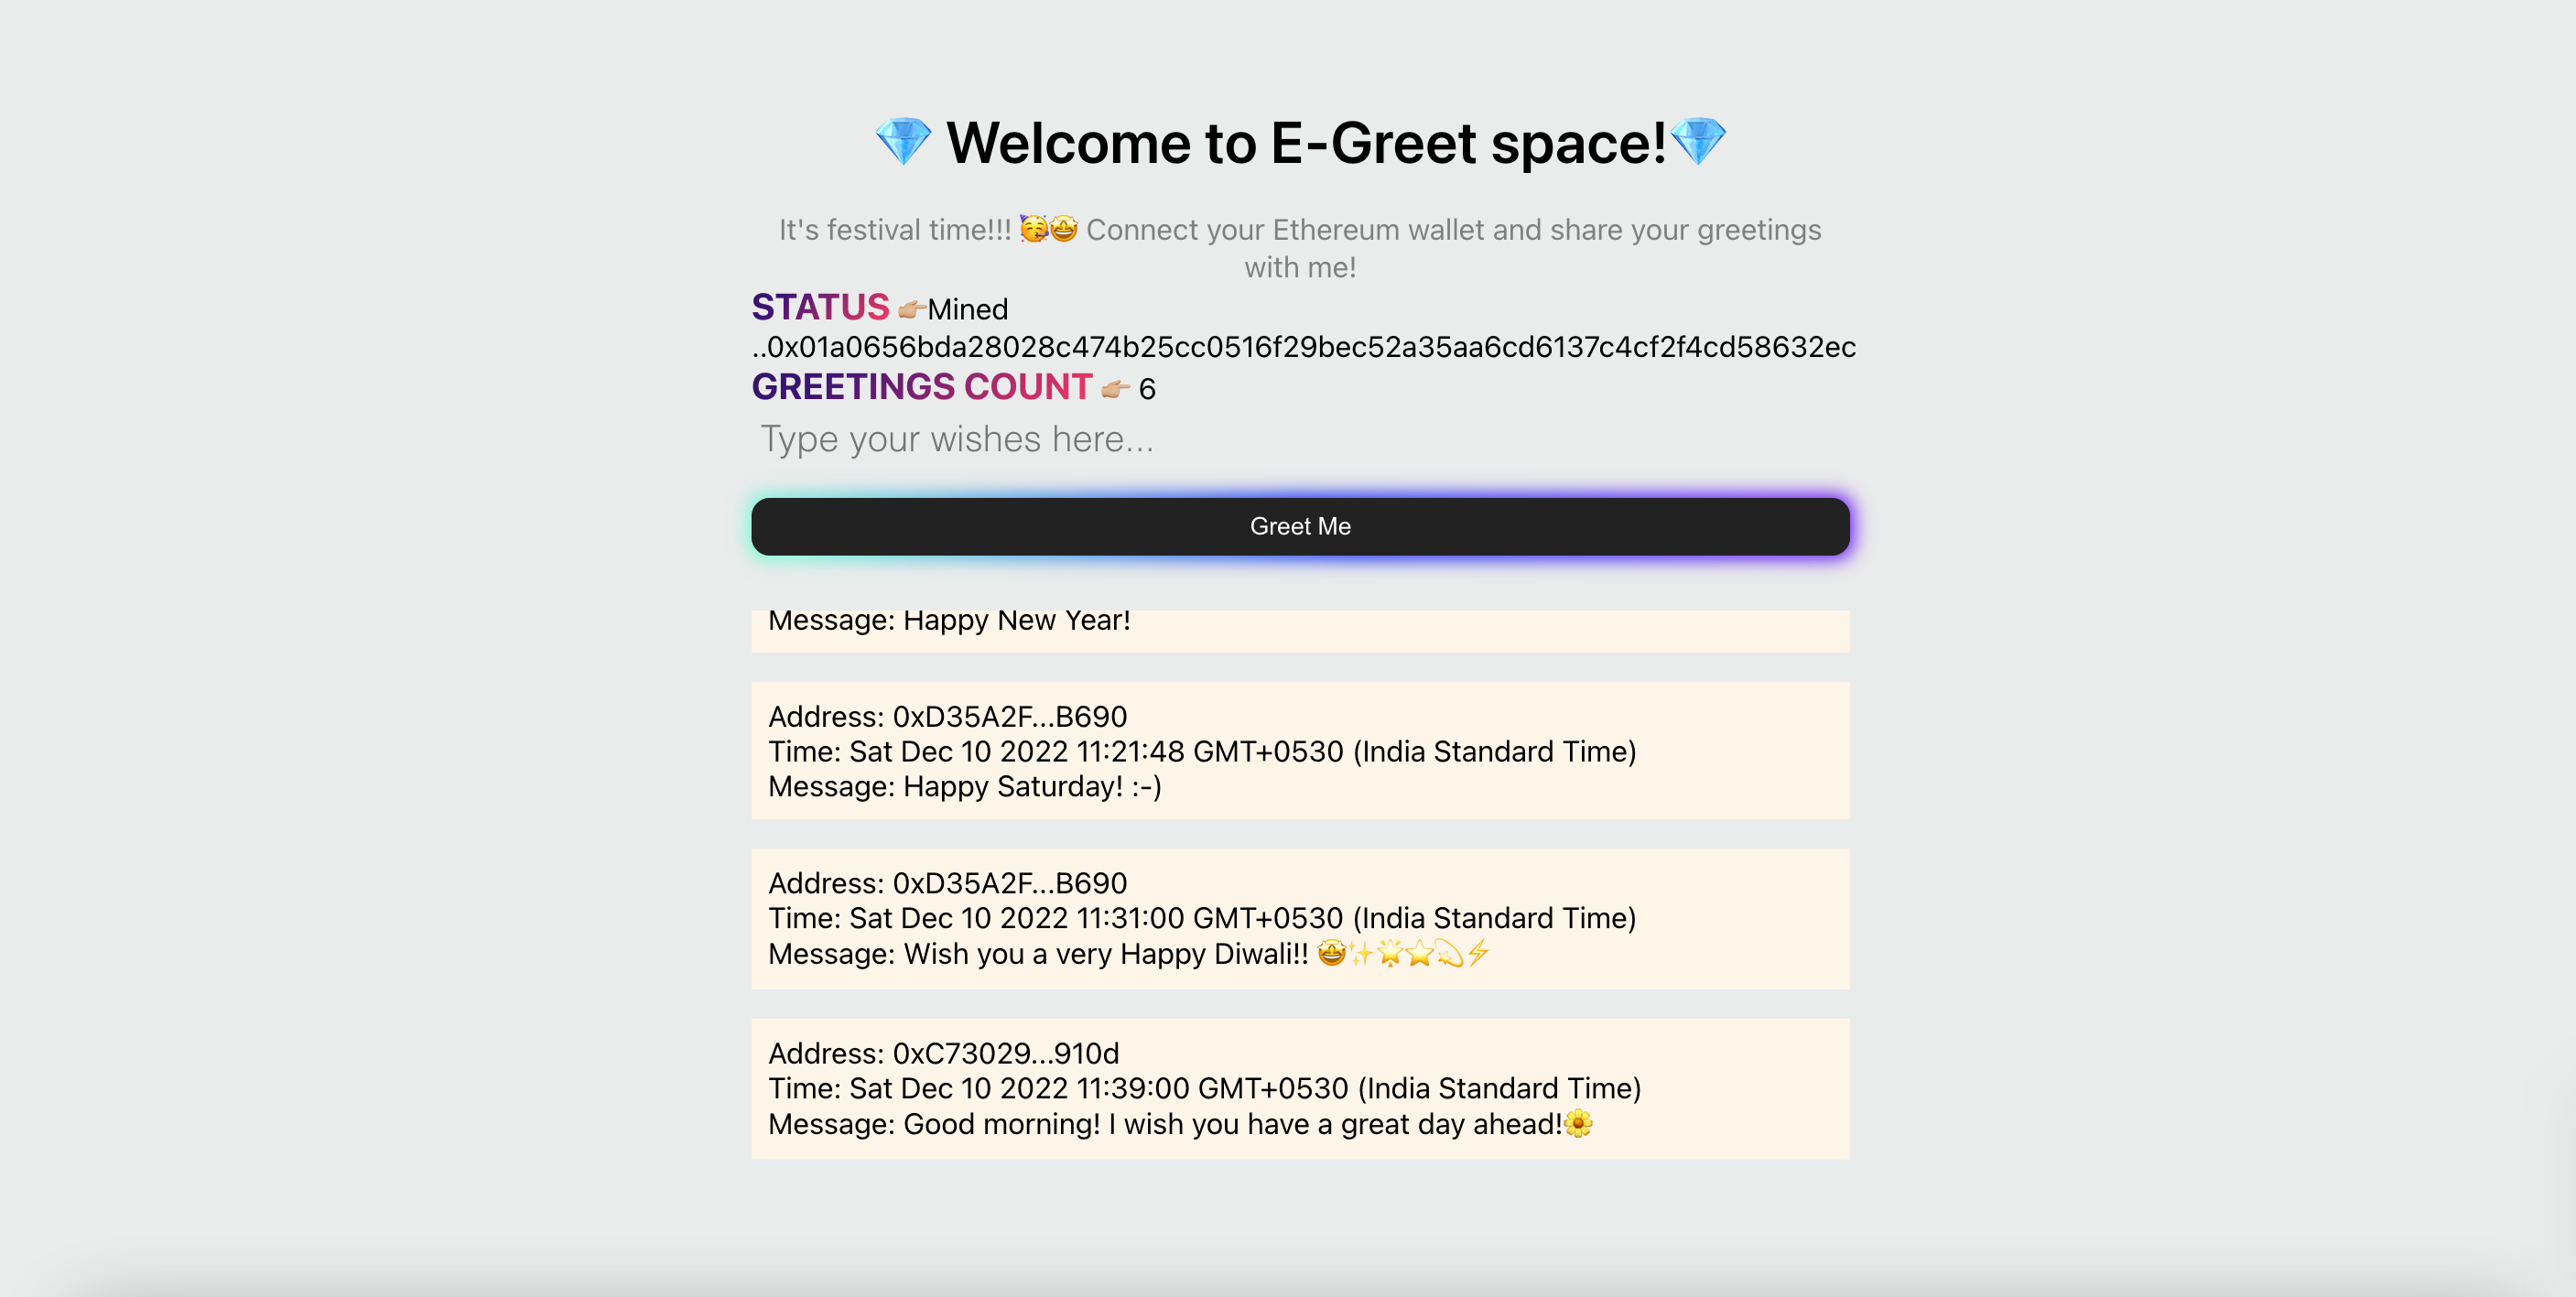 💎 Welcome to E-Greet space!💎
It's festival time!!! 🥳🤩 Connect your Ethereum wallet and share your greetings
with me!
STATUS 👉🏼Mined
..0x01a0656bda28028c474b25cc0516f29bec52a35aa6cd6137c4cf2f4cd58632ec
GREETINGS COUNT 👉🏼 6
Type your wishes here...
Greet Me
Message: Happy New Year!
Address: 0xD35A2F...B690
Time: Sat Dec 10 2022 11:21:48 GMT+0530 (India Standard Time)
Message: Happy Saturday! :-)
Address: 0xD35A2F...B690
Time: Sat Dec 10 2022 11:31:00 GMT+0530 (India Standard Time)
Message: Wish you a very Happy Diwali!! 🤩✨🌟⭐💫⚡
Address: 0xC73029...910d
Time: Sat Dec 10 2022 11:39:00 GMT+0530 (India Standard Time)
Message: Good morning! I wish you have a great day ahead!🌼